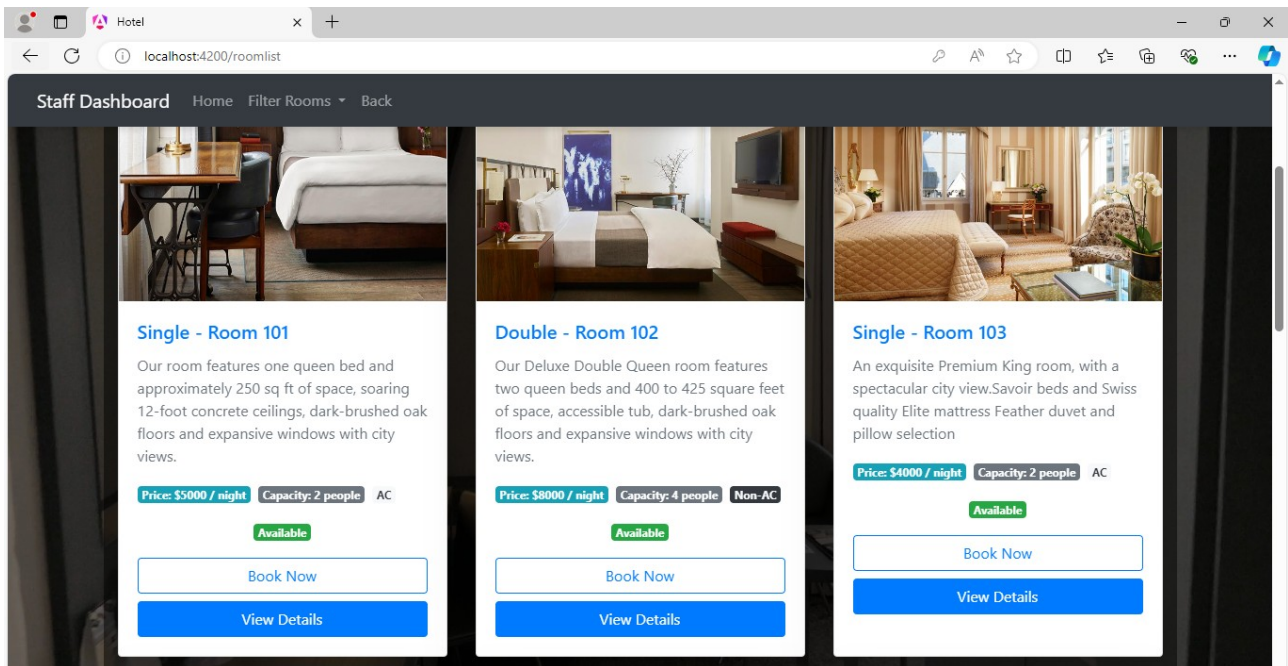 Hotel
localhost:4200/roomlist
Staff Dashboard Home Filter Rooms Back
Single - Room 101
Our room features one queen bed and
approximately 250 sq ft of space, soaring
12-foot concrete ceilings, dark-brushed oak
floors and expansive windows with city
views.
Price: $5000 / night Capacity: 2 people AC
Available
Book Now
View Details
Double - Room 102
Our Deluxe Double Queen room features
two queen beds and 400 to 425 square feet
of space, accessible tub, dark-brushed oak
floors and expansive windows with city
views.
Price: $8000 / night Capacity: 4 people Non-AC
Available
Book Now
View Details
Single - Room 103
An exquisite Premium King room, with a
spectacular city view.Savoir beds and Swiss
quality Elite mattress Feather duvet and
pillow selection
Price: $4000 / night Capacity: 2 people AC
Available
Book Now
View Details